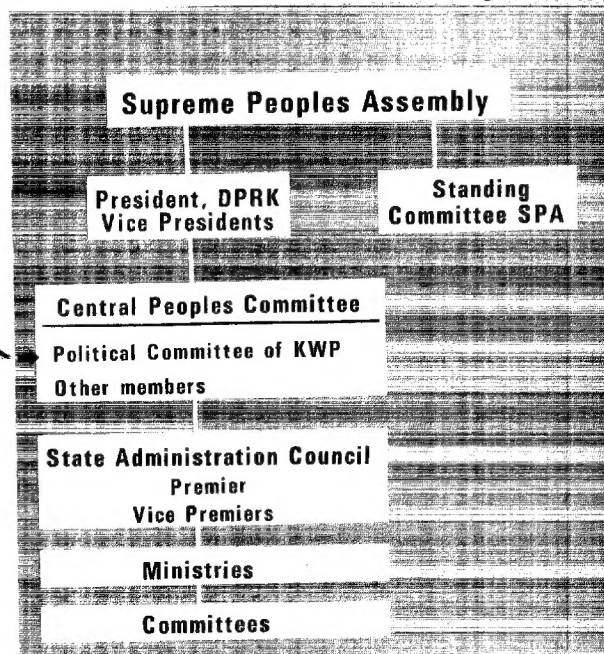 Supreme Peoples Assembly
President, DPRK
Vice Presidents
Standing
Committee SPA
Central Peoples Committee
Political Committee of KWP
Other members
State Administration Council
Premier
Vice Premiers
Ministries
Committees